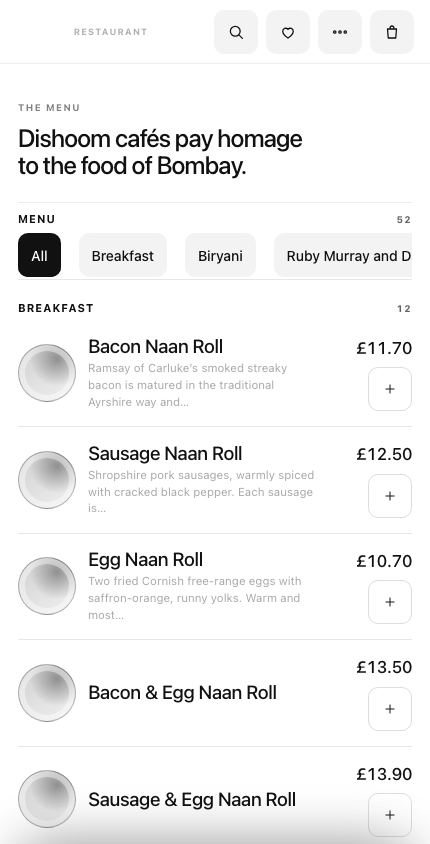 RESTAURANT
THE MENU
Dishoom cafés pay homage
to the food of Bombay.
MENU
52
All
Breakfast
Biryani
Ruby Murray and D
BREAKFAST
12
Bacon Naan Roll
£11.70
Ramsay of Carluke's smoked streaky
bacon is matured in the traditional
Ayrshire way and...
+
Sausage Naan Roll
£12.50
Shropshire pork sausages, warmly spiced
with cracked black pepper. Each sausage
is...
+
Egg Naan Roll
£10.70
Two fried Cornish free-range eggs with
saffron-orange, runny yolks. Warm and
most...
+
£13.50
Bacon & Egg Naan Roll
+
£13.90
Sausage & Egg Naan Roll
+